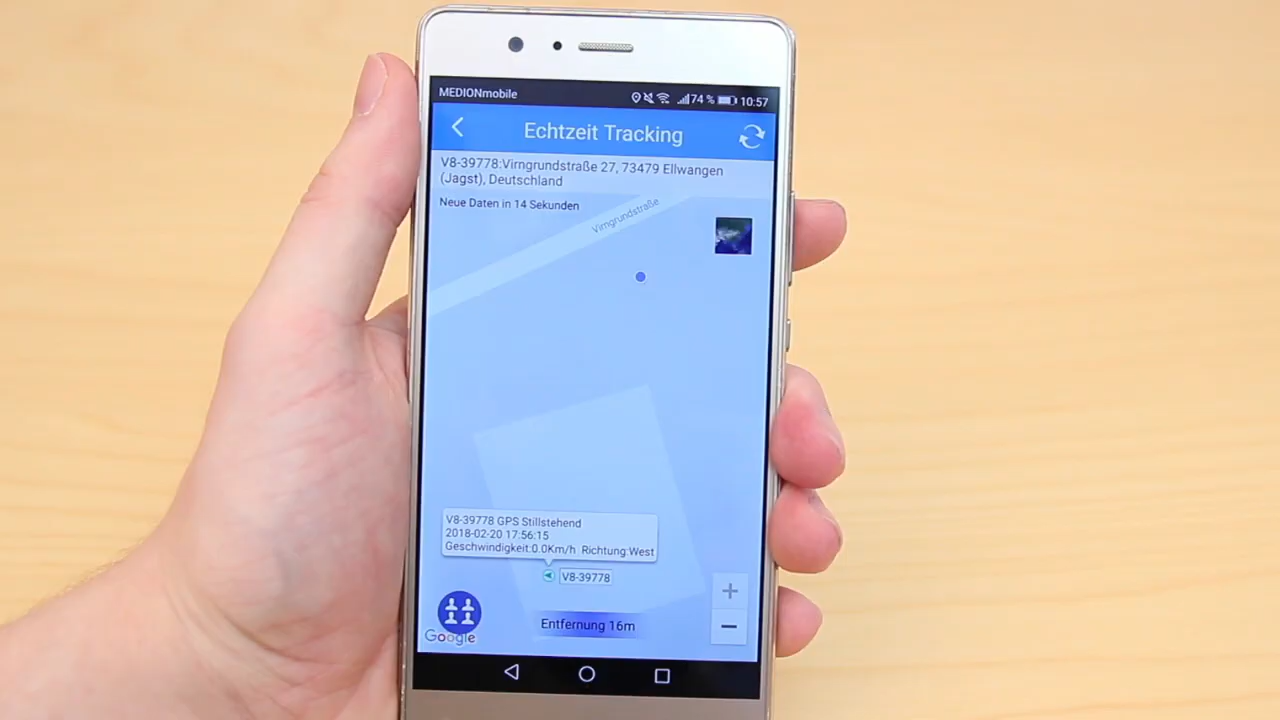 MEDIONmobile 74 % 10:57
Echtzeit Tracking
V8-39778:Virngrundstraße 27, 73479 Ellwangen
(Jagst), Deutschland
Neue Daten in 14 Sekunden
Virngrundstraße
V8-39778 GPS Stillstehend
2018-02-20 17:56:15
Geschwindigkeit:0.0Km/h Richtung:West
V8-39778
Entfernung 16m
Google